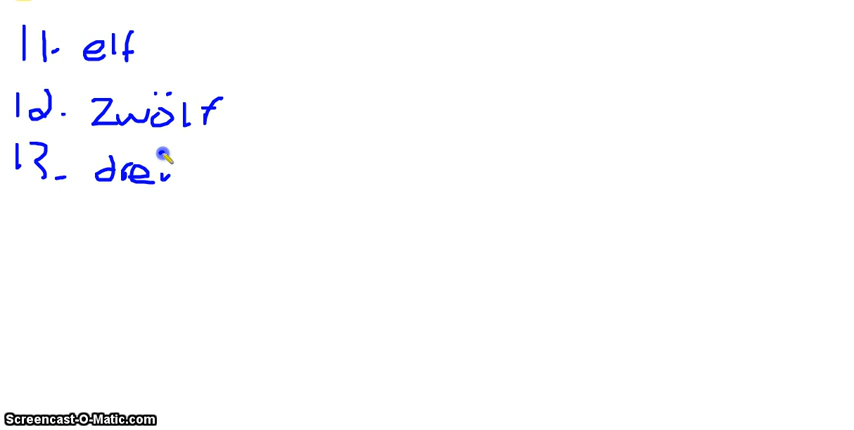 11. elf
12. zwölf
13. drei
Screencast-O-Matic.com